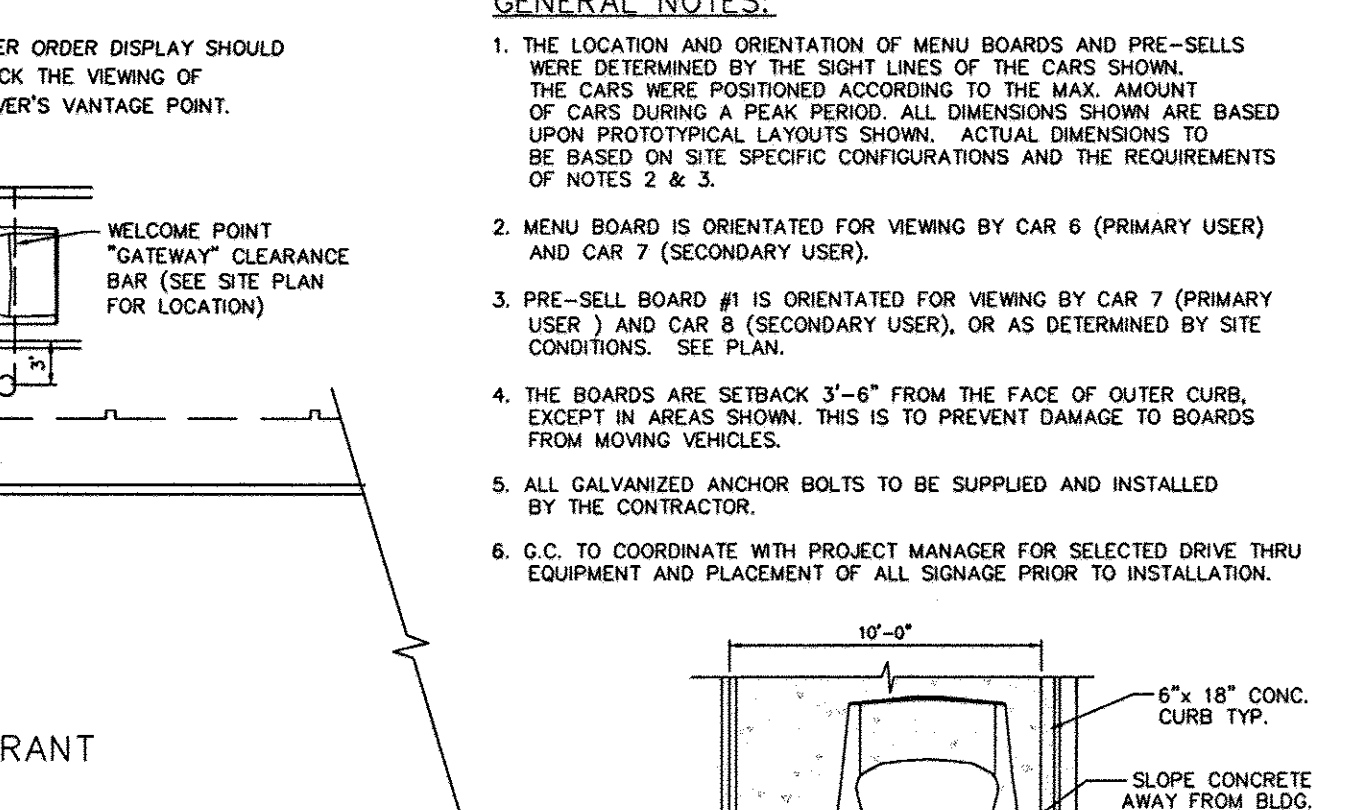 ER ORDER DISPLAY SHOULD
CK THE VIEWING OF
VER'S VANTAGE POINT.
WELCOME POINT
"GATEWAY" CLEARANCE
BAR (SEE SITE PLAN
FOR LOCATION)
3'
RANT
GENERAL NOTES:
1. THE LOCATION AND ORIENTATION OF MENU BOARDS AND PRE-SELLS
WERE DETERMINED BY THE SIGHT LINES OF THE CARS SHOWN.
THE CARS WERE POSITIONED ACCORDING TO THE MAX. AMOUNT
OF CARS DURING A PEAK PERIOD. ALL DIMENSIONS SHOWN ARE BASED
UPON PROTOTYPICAL LAYOUTS SHOWN. ACTUAL DIMENSIONS TO
BE BASED ON SITE SPECIFIC CONFIGURATIONS AND THE REQUIREMENTS
OF NOTES 2 & 3.
2. MENU BOARD IS ORIENTATED FOR VIEWING BY CAR 6 (PRIMARY USER)
AND CAR 7 (SECONDARY USER).
3. PRE-SELL BOARD #1 IS ORIENTATED FOR VIEWING BY CAR 7 (PRIMARY
USER ) AND CAR 8 (SECONDARY USER), OR AS DETERMINED BY SITE
CONDITIONS. SEE PLAN.
4. THE BOARDS ARE SETBACK 3'-6" FROM THE FACE OF OUTER CURB,
EXCEPT IN AREAS SHOWN. THIS IS TO PREVENT DAMAGE TO BOARDS
FROM MOVING VEHICLES.
5. ALL GALVANIZED ANCHOR BOLTS TO BE SUPPLIED AND INSTALLED
BY THE CONTRACTOR.
6. G.C. TO COORDINATE WITH PROJECT MANAGER FOR SELECTED DRIVE THRU
EQUIPMENT AND PLACEMENT OF ALL SIGNAGE PRIOR TO INSTALLATION.
10'-0"
6"x 18" CONC.
CURB TYP.
SLOPE CONCRETE
AWAY FROM BLDG.